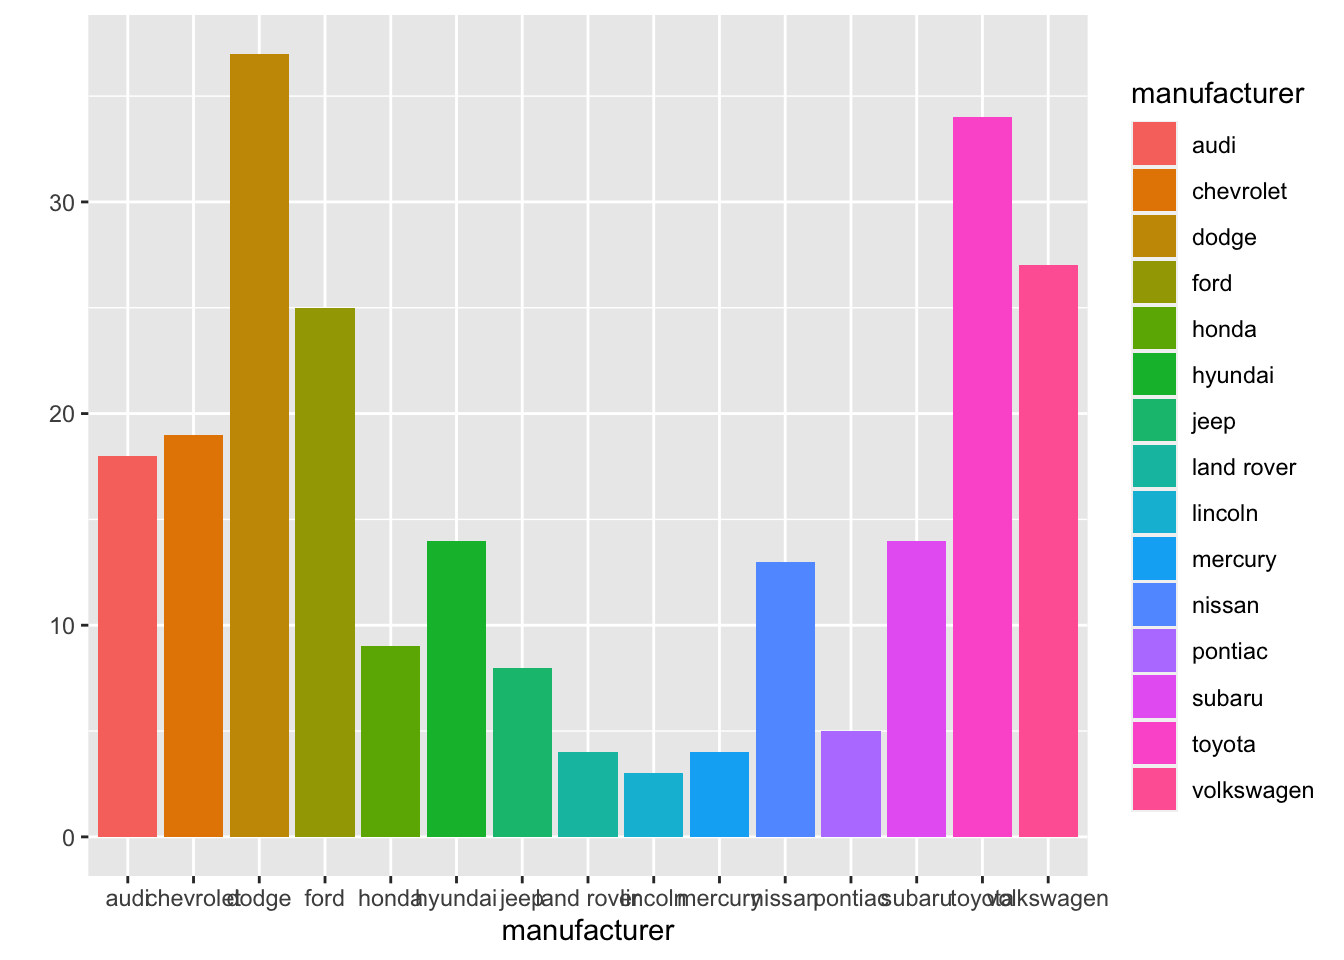 manufacturer
audi
chevrolet
dodge
ford
honda
hyundai
jeep
land rover
lincoln
mercury
nissan
pontiac
subaru
toyota
volkswagen
30
20
10
0
audi chevrolet dodge ford honda hyundai jeep land rover lincoln mercury nissan pontiac subaru toyota volkswagen
manufacturer